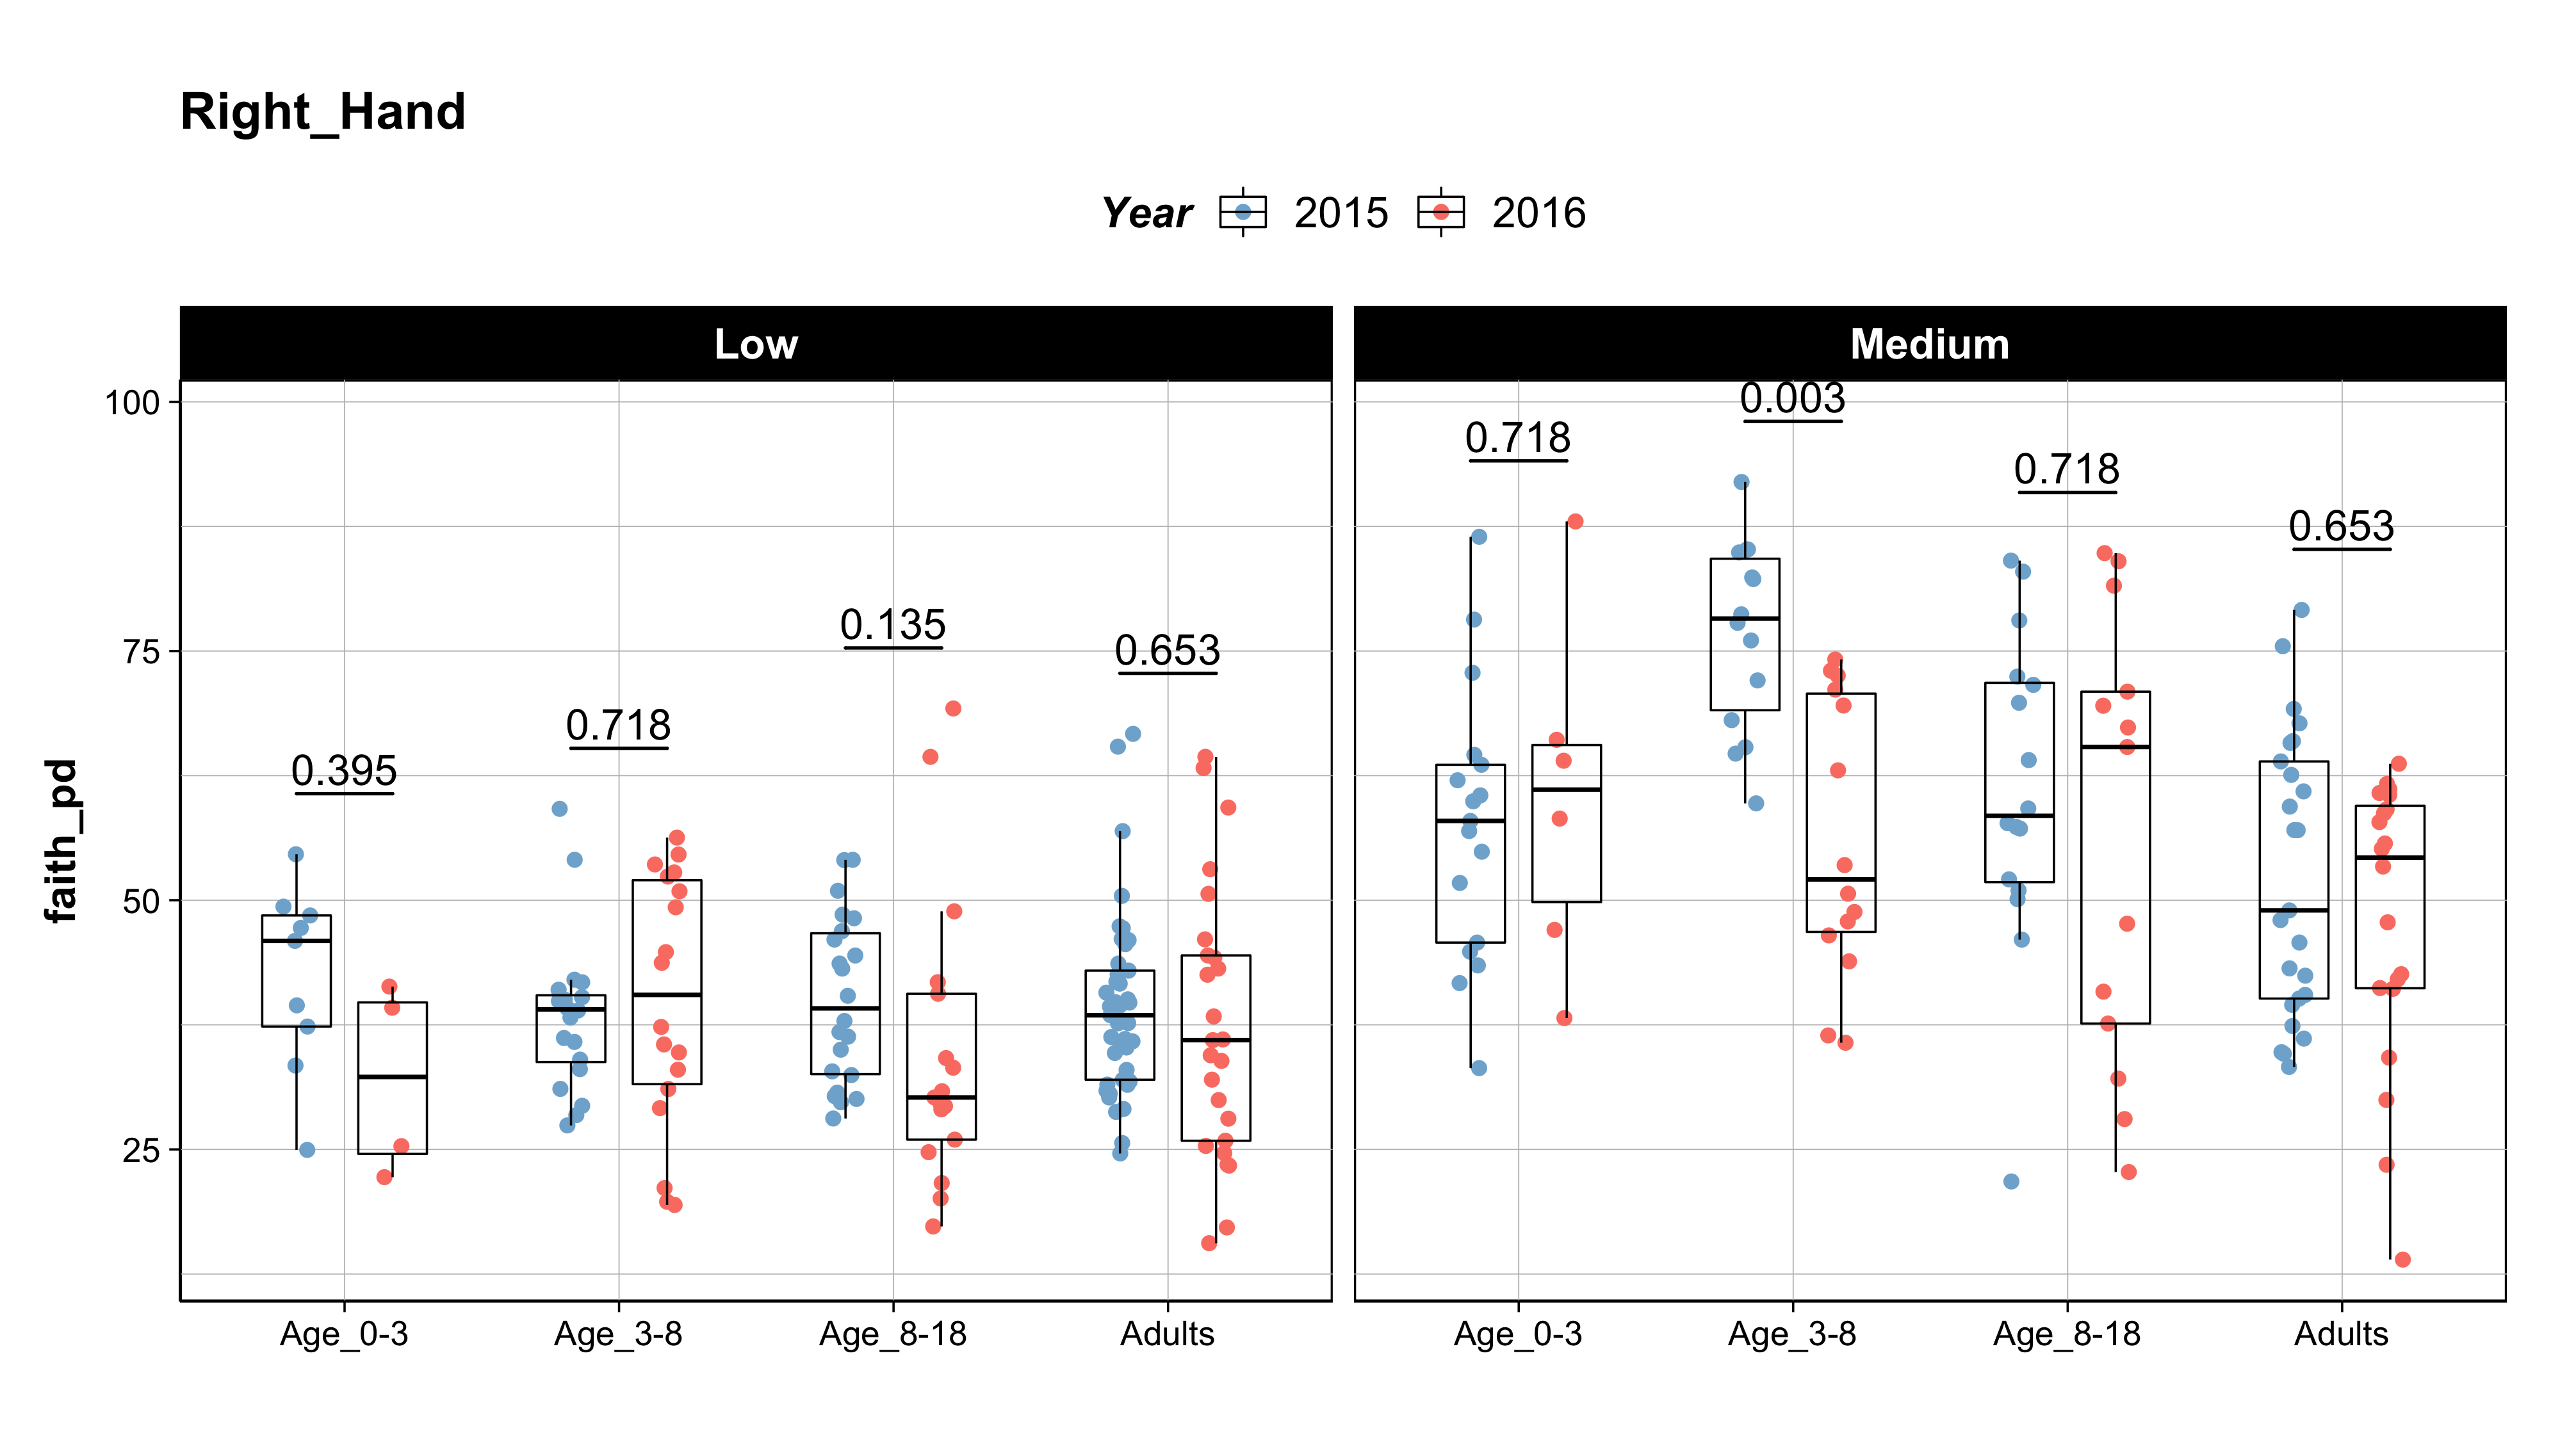 Right_Hand
Year 2015 2016
Low Medium
faith_pd
100
75
50
25
0.395 0.718 0.135 0.653
0.718 0.003 0.718 0.653
Age_0-3 Age_3-8 Age_8-18 Adults
Age_0-3 Age_3-8 Age_8-18 Adults